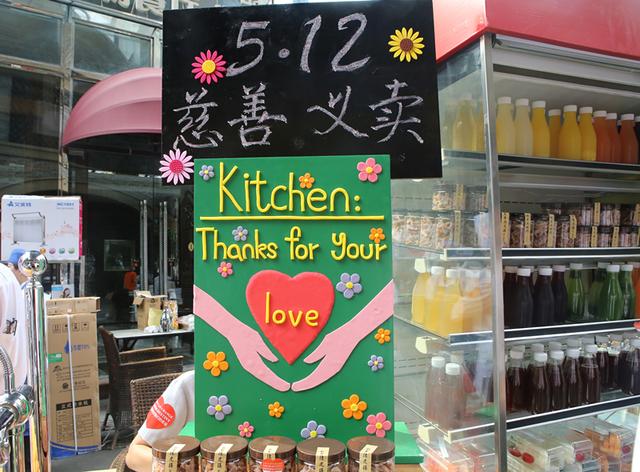 5·12
慈善义卖
Kitchen:
Thanks for your
love